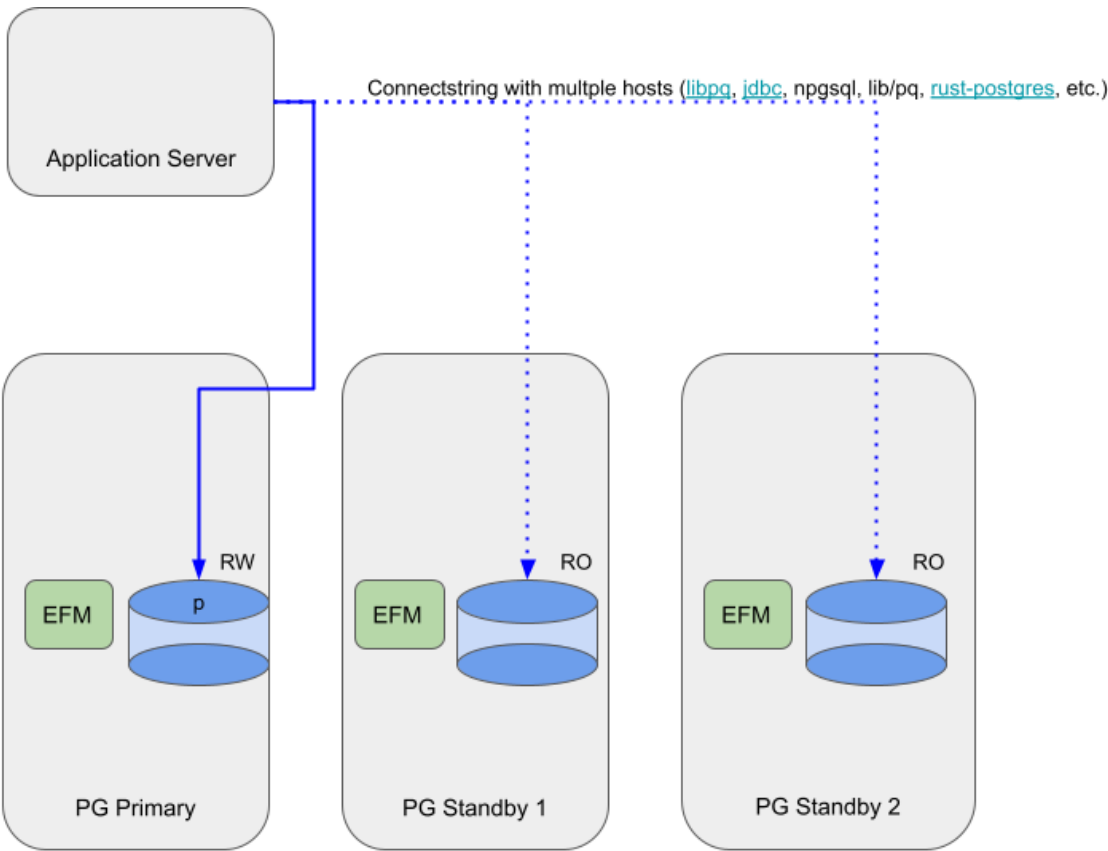 Connectstring with multple hosts (libpq, jdbc, npgsql, lib/pq, rust-postgres, etc.)
Application Server
RW
RO
RO
EFM
p
EFM
EFM
PG Primary
PG Standby 1
PG Standby 2